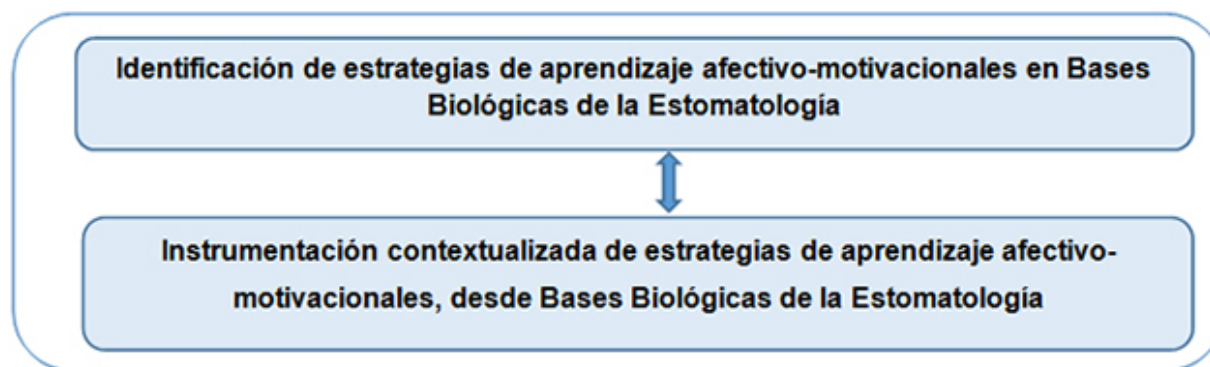 Identificación de estrategias de aprendizaje afectivo-motivacionales en Bases
Biológicas de la Estomatología
Instrumentación contextualizada de estrategias de aprendizaje afectivo-
motivacionales, desde Bases Biológicas de la Estomatología